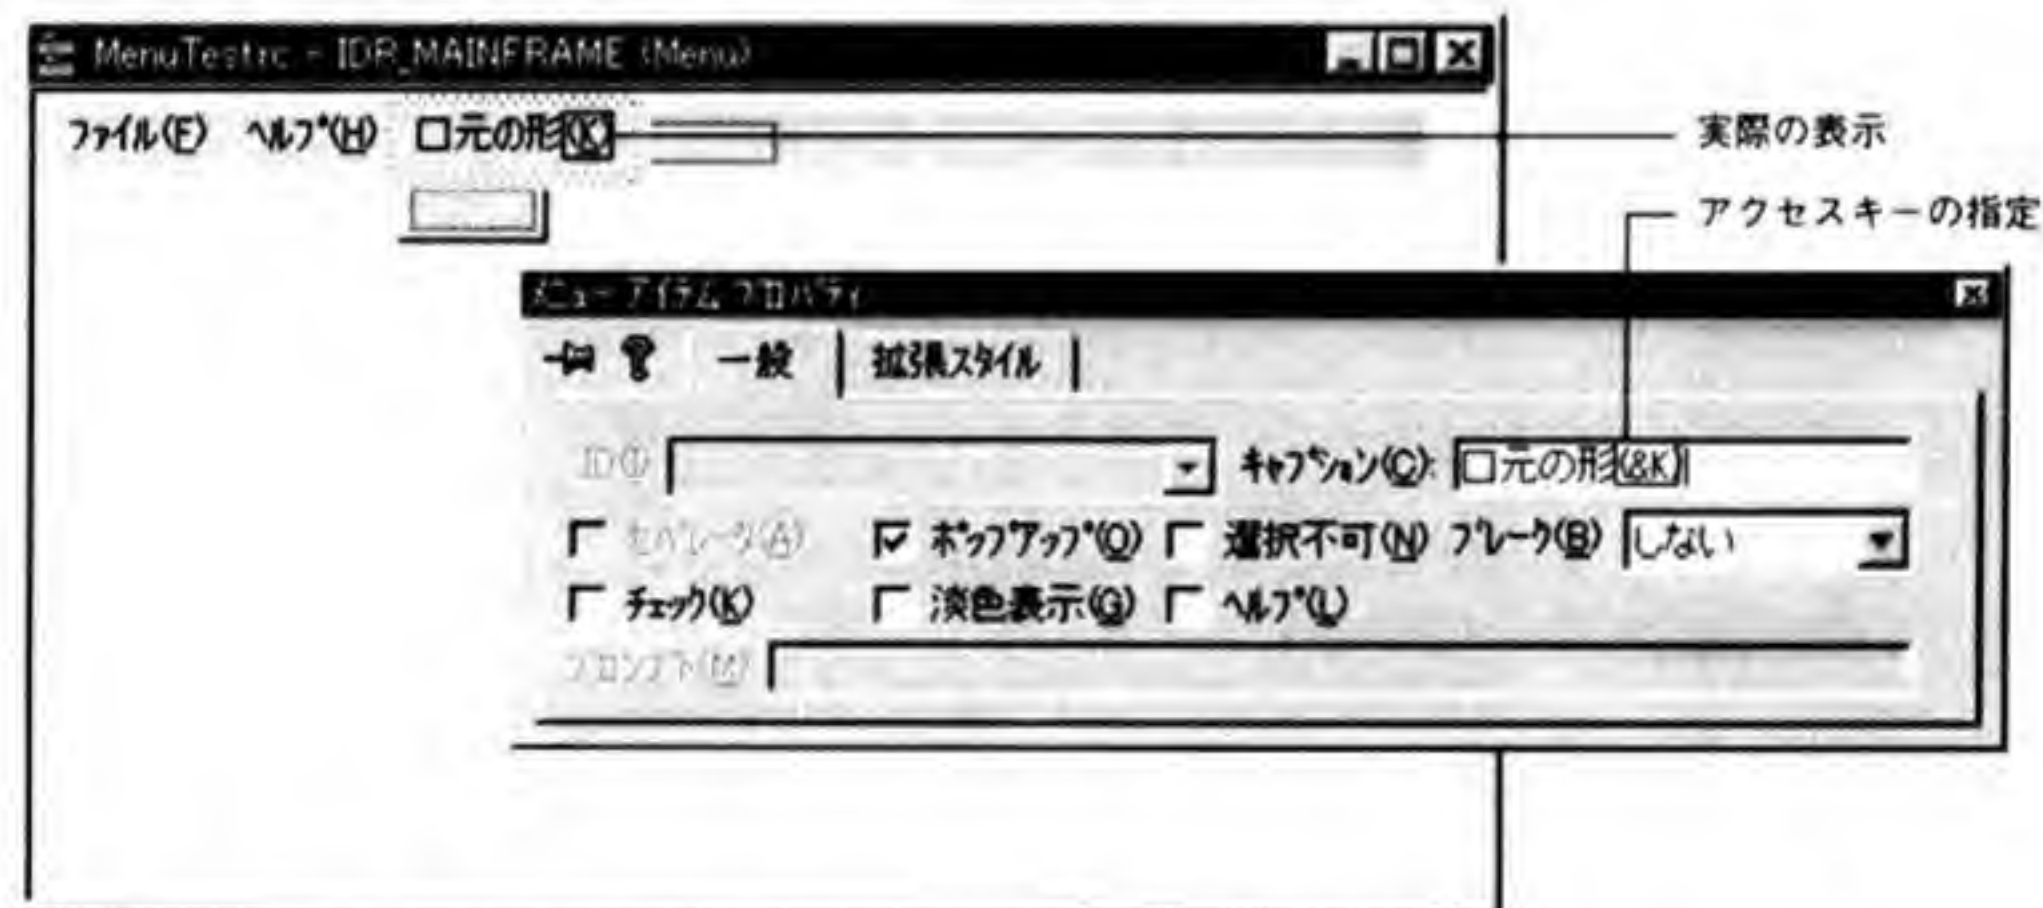 MenuTest.rc - IDR_MAINFRAME (Menu)
ファイル(F) ヘルプ(H) 口元の形(K)
実際の表示
アクセスキーの指定
メニュー アイテム プロパティ
一般 拡張スタイル
ID(I) キャプション(C): 口元の形(&K)
セパレータ(A) ポップアップ(O) 選択不可(N) ブレーク(B) しない
チェック(K) 淡色表示(G) ヘルプ(L)
プロンプト(M)